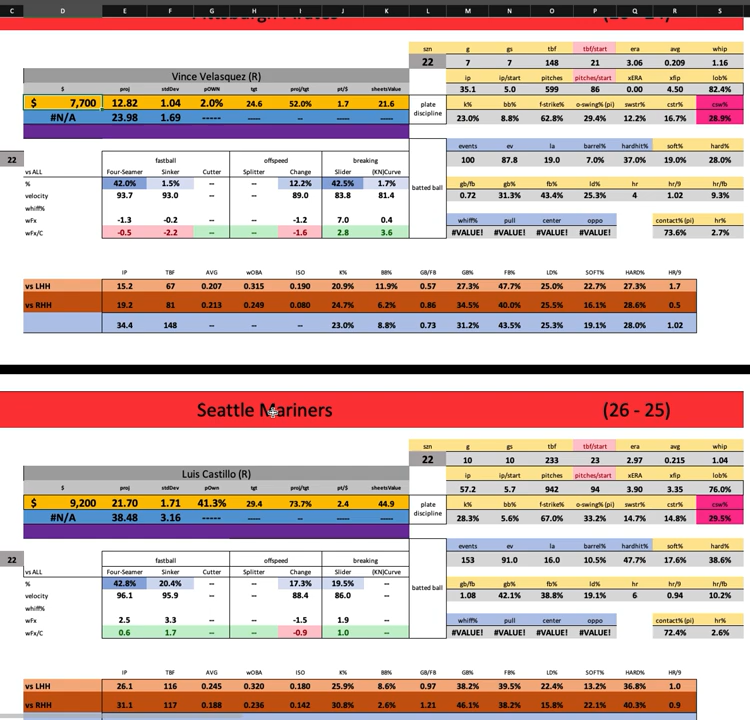 C D E F G H I J K L M N O P Q R S
Pittsburgh Pirates
szn g gs tbf tbf/start era avg whip
22 7 7 148 21 3.06 0.209 1.16
Vince Velasquez (R) ip ip/start pitches pitches/start xERA xfip lob%
$ proj stdDev pOWN tgt proj/tgt pt/$ sheetsValue 35.1 5.0 599 86 0.00 4.50 82.4%
$ 7,700 12.82 1.04 2.0% 24.6 52.0% 1.7 21.6 plate discipline k% bb% f-strike% o-swing% (pi) swstr% cstr% csw%
#N/A 23.98 1.69 ----- ----- -- ----- 23.0% 8.8% 62.8% 29.4% 12.2% 16.7% 28.9%
events ev la barrel% hardhit% soft% hard%
22 fastball offspeed breaking 100 87.8 19.0 7.0% 37.0% 19.0% 28.0%
vs ALL Four-Seamer Sinker Cutter Splitter Change Slider (KN)Curve
% 42.0% 1.5% -- -- 12.2% 42.5% 1.7% batted ball gb/fb gb% fb% ld% hr hr/9 hr/fb
velocity 93.7 93.0 -- -- 89.0 83.8 81.4 0.72 31.3% 43.4% 25.3% 4 1.02 9.3%
whiff%
wFx -1.3 -0.2 -- -- -1.2 7.0 0.4 whiff% pull center oppo contact% (pi) hr%
wFx/C -0.5 -2.2 -- -- -1.6 2.8 3.6 #VALUE! #VALUE! #VALUE! #VALUE! 73.6% 2.7%
IP TBF AVG wOBA ISO K% BB% GB/FB GB% FB% LD% SOFT% HARD% HR/9
vs LHH 15.2 67 0.207 0.315 0.190 20.9% 11.9% 0.57 27.3% 47.7% 25.0% 22.7% 27.3% 1.7
vs RHH 19.2 81 0.213 0.249 0.080 24.7% 6.2% 0.86 34.5% 40.0% 25.5% 16.1% 28.6% 0.5
34.4 148 -- -- -- 23.0% 8.8% 0.73 31.2% 43.5% 25.3% 19.1% 28.0% 1.02
Seattle Mariners (26 - 25)
szn g gs tbf tbf/start era avg whip
22 10 10 233 23 2.97 0.215 1.04
Luis Castillo (R) ip ip/start pitches pitches/start xERA xfip lob%
$ proj stdDev pOwn tgt proj/tgt pt/$ sheetsValue 57.2 5.7 942 94 3.90 3.35 76.0%
$ 9,200 21.70 1.71 41.3% 29.4 73.7% 2.4 44.9 plate discipline k% bb% f-strike% o-swing% (pi) swstr% cstr% csw%
#N/A 38.48 3.16 ----- ----- -- ----- 28.3% 5.6% 67.0% 33.2% 14.7% 14.8% 29.5%
events ev la barrel% hardhit% soft% hard%
22 fastball offspeed breaking 153 91.0 16.0 10.5% 47.7% 17.6% 38.6%
vs ALL Four-Seamer Sinker Cutter Splitter Change Slider (KN)Curve
% 42.8% 20.4% -- -- 17.3% 19.5% -- batted ball gb/fb gb% fb% ld% hr hr/9 hr/fb
velocity 96.1 95.9 -- -- 88.4 86.0 -- 1.08 42.1% 38.8% 19.1% 6 0.94 10.2%
whiff%
wFx 2.5 3.3 -- -- -1.5 1.9 -- whiff% pull center oppo contact% (pi) hr%
wFx/C 0.6 1.7 -- -- -0.9 1.0 -- #VALUE! #VALUE! #VALUE! #VALUE! 72.4% 2.6%
IP TBF AVG wOBA ISO K% BB% GB/FB GB% FB% LD% SOFT% HARD% HR/9
vs LHH 26.1 116 0.245 0.320 0.180 25.9% 8.6% 0.97 38.2% 39.5% 22.4% 13.2% 36.8% 1.0
vs RHH 31.1 117 0.188 0.236 0.142 30.8% 2.6% 1.21 46.1% 38.2% 15.8% 22.1% 40.3% 0.9